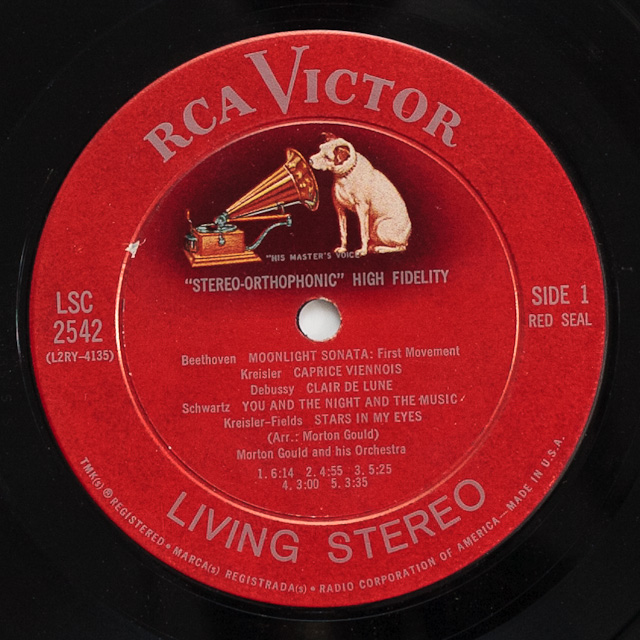 RCA VICTOR
"HIS MASTER'S VOICE"
"STEREO-ORTHOPHONIC" HIGH FIDELITY
LSC
2542
(L2RY-4135)
SIDE 1
RED SEAL
Beethoven MOONLIGHT SONATA: First Movement
Kreisler CAPRICE VIENNOIS
Debussy CLAIR DE LUNE
Schwartz YOU AND THE NIGHT AND THE MUSIC
Kreisler-Fields STARS IN MY EYES
(Arr.: Morton Gould)
Morton Gould and his Orchestra
1. 6:14 2. 4:55 3. 5:25
4. 3:00 5. 3:35
LIVING STEREO
TMK(s) ® REGISTERED • MARCA(s) REGISTRADA(s) • RADIO CORPORATION OF AMERICA—MADE IN U.S.A.